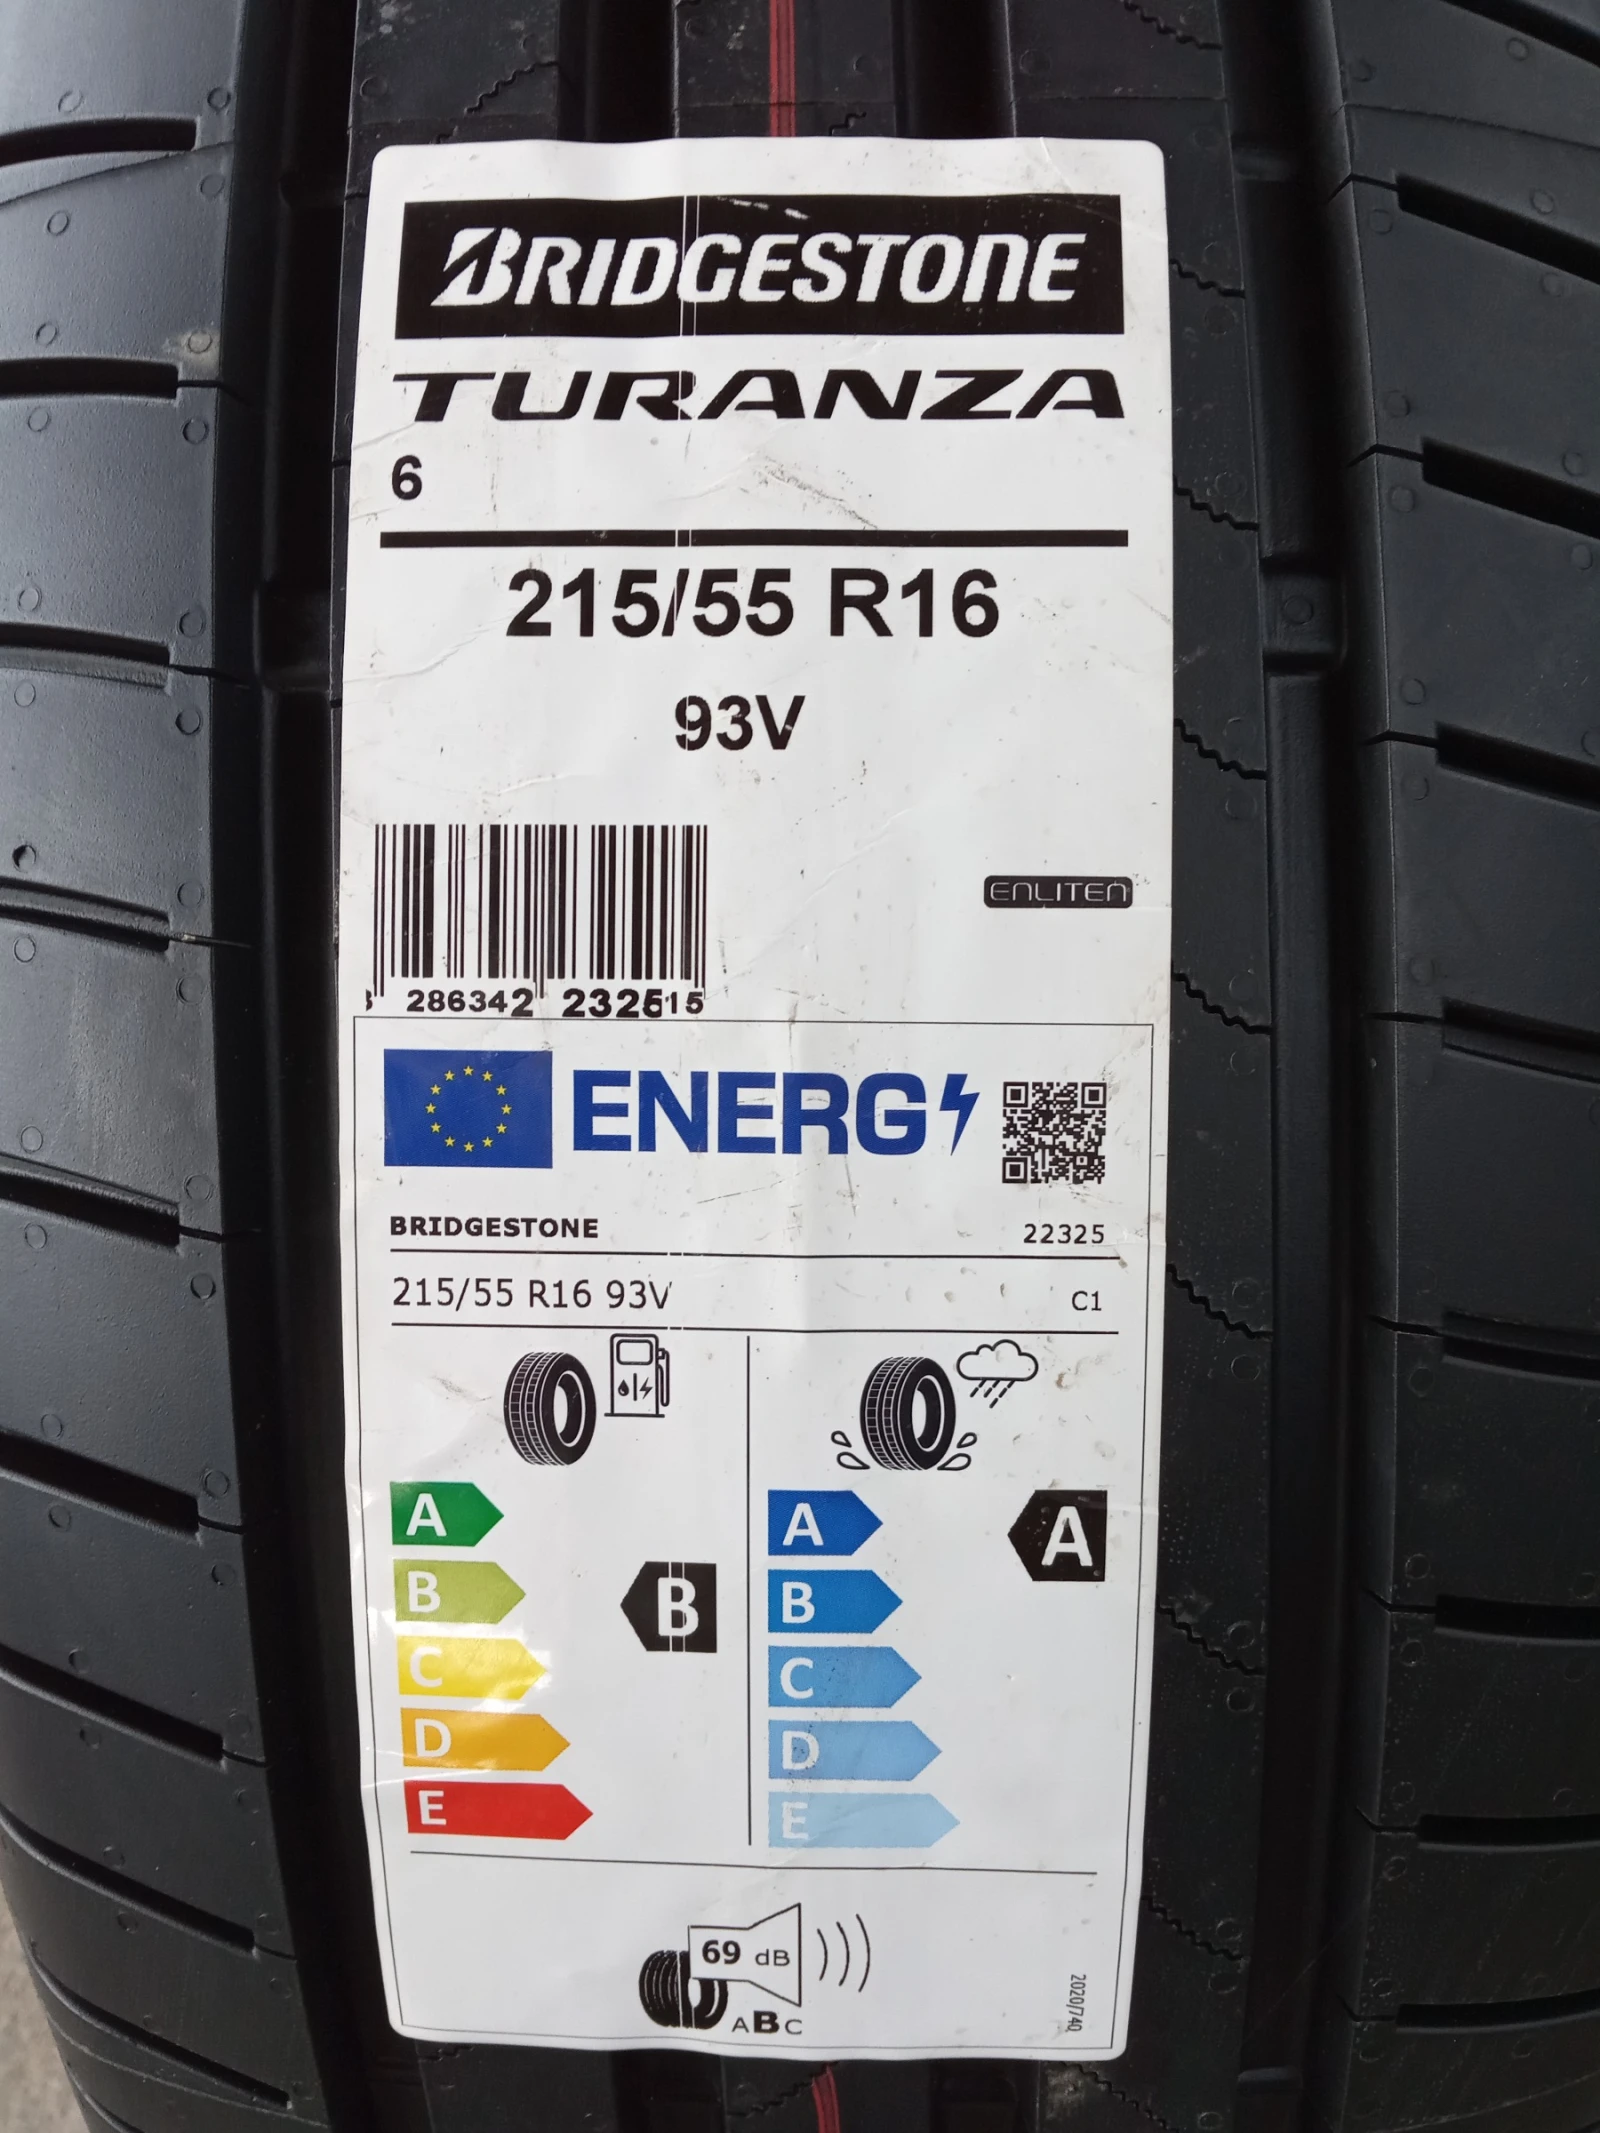 BRIDGESTONE
TURANZA
6
215/55 R16
93V
ENLITEN
286342 232515
ENERG
BRIDGESTONE
22325
215/55 R16 93V
C1
A
A
A
B
B
B
C
C
D
D
E
E
69 dB
ABC
2020/740